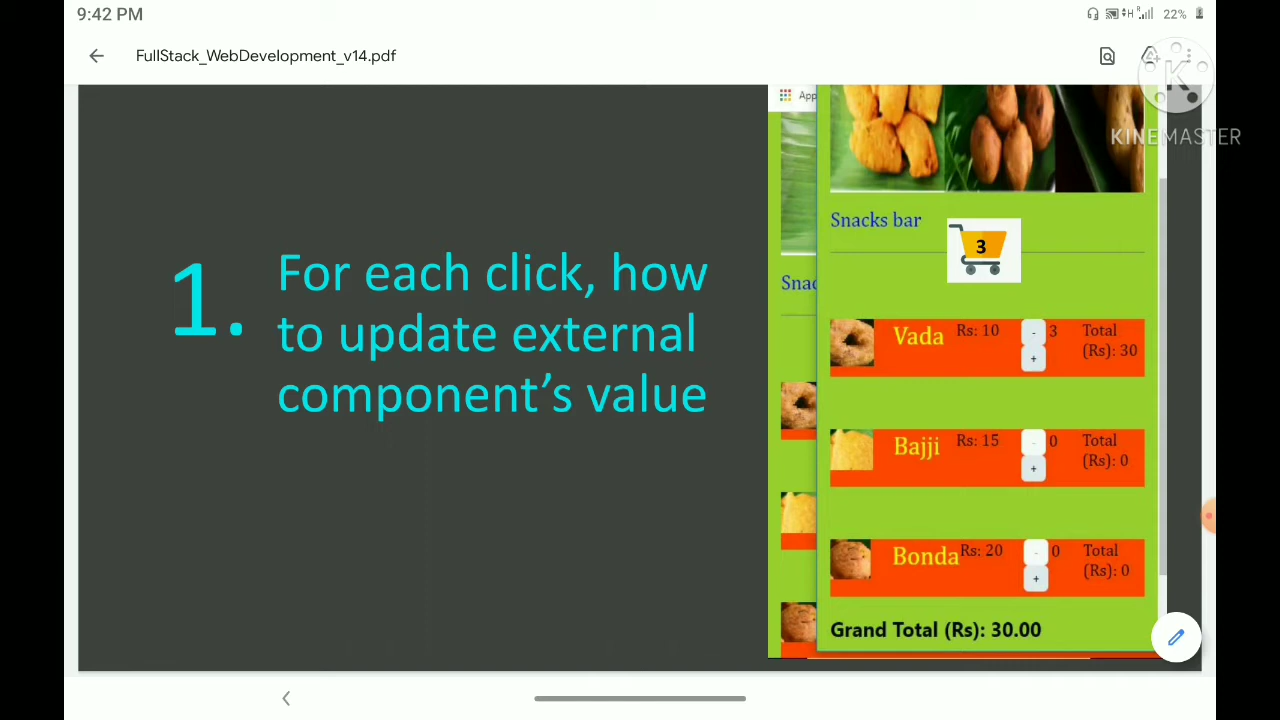 9:42 PM
H R 22%
FullStack_WebDevelopment_v14.pdf
K
KINEMASTER
1.
For each click, how
to update external
component's value
App
Snac
Snacks bar
3
Vada Rs: 10 - 3 Total
+ (Rs): 30
Bajji Rs: 15 - 0 Total
+ (Rs): 0
Bonda Rs: 20 - 0 Total
+ (Rs): 0
Grand Total (Rs): 30.00